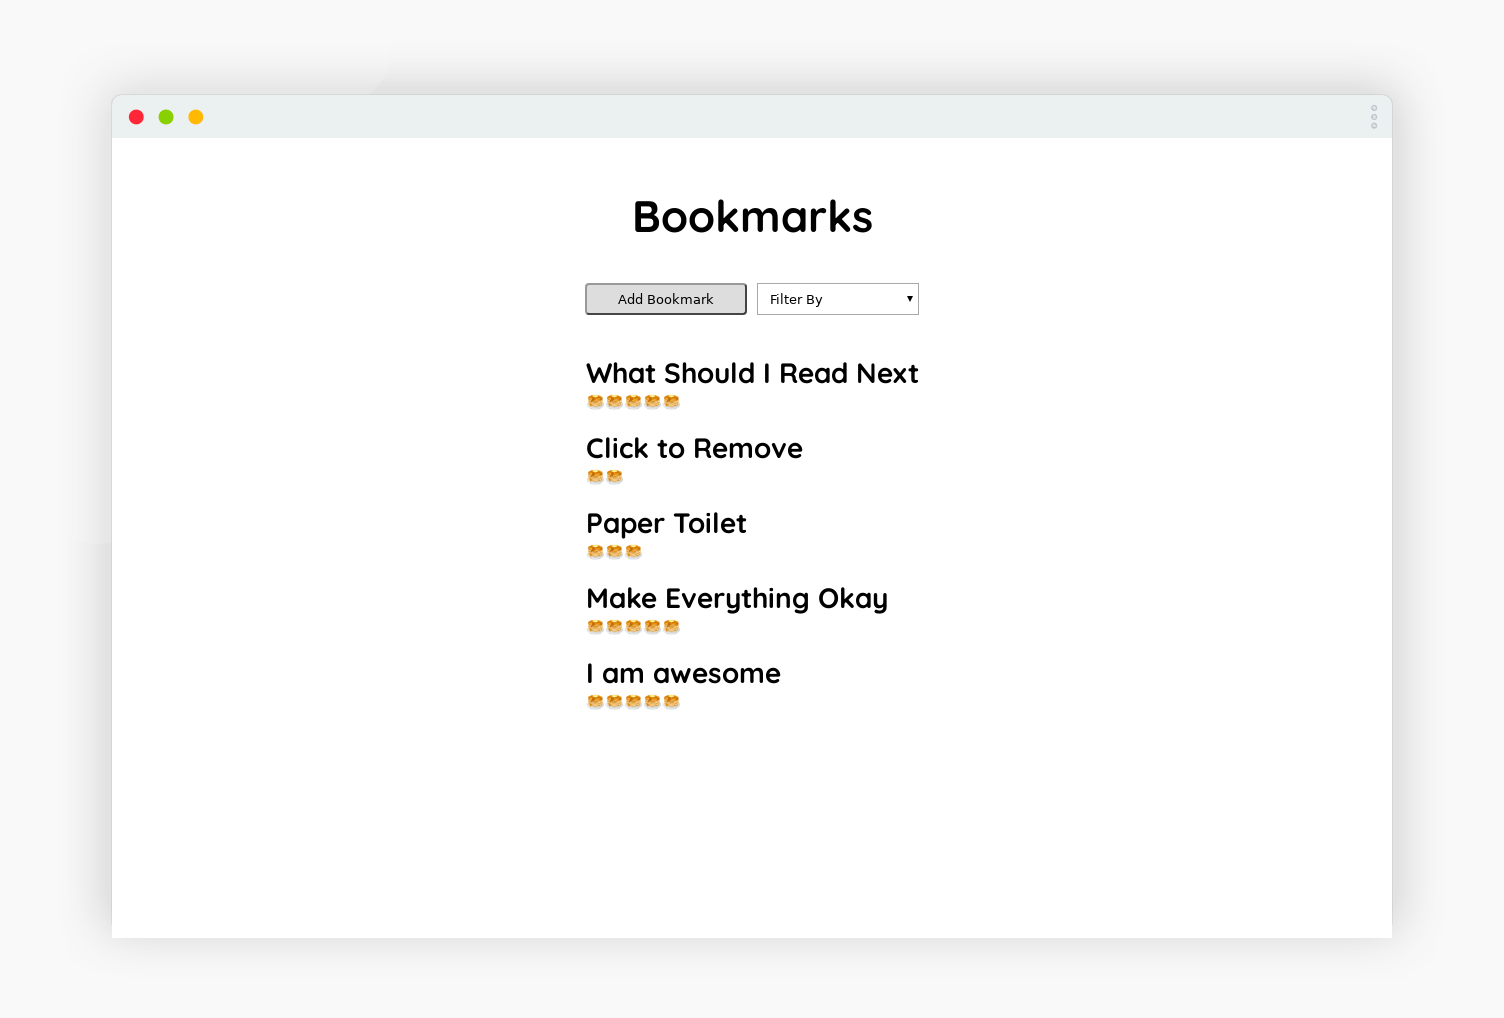 Bookmarks
Add Bookmark Filter By
What Should I Read Next
Click to Remove
Paper Toilet
Make Everything Okay
I am awesome